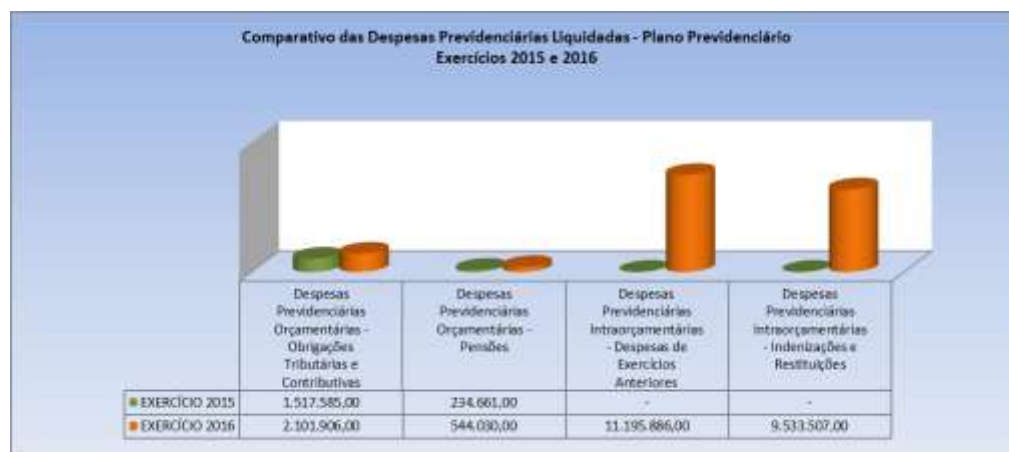 Comparativo das Despesas Previdenciárias Liquidadas - Plano Previdenciário
Exercícios 2015 e 2016
Despesas
Previdenciárias
Orçamentárias -
Obrigações
Tributárias e
Contributivas
Despesas
Previdenciárias
Orçamentárias -
Pensões
Despesas
Previdenciárias
Intraorçamentárias
- Despesas de
Exercícios
Anteriores
Despesas
Previdenciárias
Intraorçamentárias
- Indenizações e
Restituições
EXERCÍCIO 2015 1.517.585,00 234.661,00 - -
EXERCÍCIO 2016 2.101.906,00 544.030,00 11.195.886,00 9.533.507,00